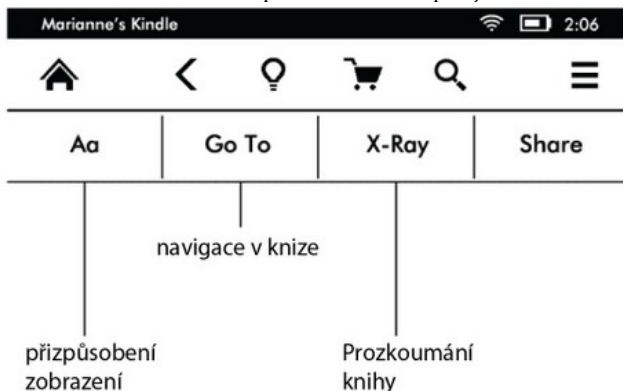 Marianne's Kindle 2:06
Aa Go To X-Ray Share
navigace v knize
přizpůsobení Prozkoumání
zobrazení knihy